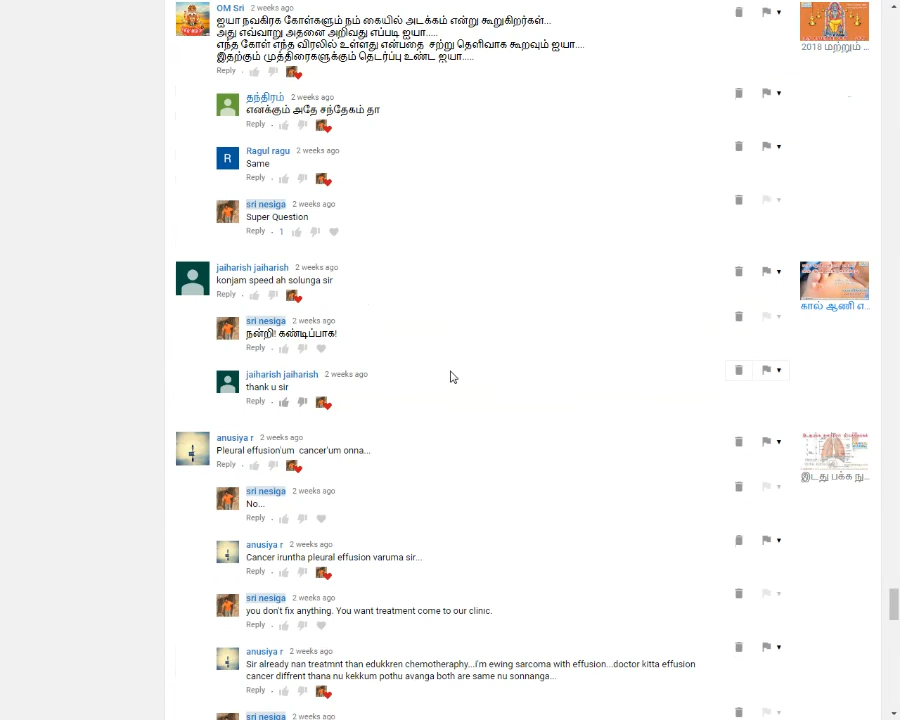 OM Sri 2 weeks ago
ஐயா நவகிரக கோள்களும் நம் கையில் அடக்கம் என்று கூறுகிறர்கள்...
அது எவ்வாறு அதனை அறிவது எப்படி ஐயா.....
எந்த கோள் எந்த விரலில் உள்ளது என்பதை சற்று தெளிவாக கூறவும் ஐயா....
இதற்கும் முத்திரைகளுக்கும் தெடர்ப்பு உண்ட ஐயா.....
Reply
2018 மற்றும் ...
தந்திரம் 2 weeks ago
எனக்கும் அதே சந்தேகம் தா
Reply
R
Ragul ragu 2 weeks ago
Same
Reply
sri nesiga 2 weeks ago
Super Question
Reply 1
jaiharish jaiharish 2 weeks ago
konjam speed ah solunga sir
Reply
கால் ஆணி எ...
sri nesiga 2 weeks ago
நன்றி! கண்டிப்பாக!
Reply
jaiharish jaiharish 2 weeks ago
thank u sir
Reply
anusiya r 2 weeks ago
Pleural effusion'um cancer'um onna...
Reply
இடது பக்க நு...
sri nesiga 2 weeks ago
No...
Reply
anusiya r 2 weeks ago
Cancer iruntha pleural effusion varuma sir...
Reply
sri nesiga 2 weeks ago
you don't fix anything. You want treatment come to our clinic.
Reply
anusiya r 2 weeks ago
Sir already nan treatmnt than edukkren chemotheraphy...i'm ewing sarcoma with effusion...doctor kitta effusion
cancer diffrent thana nu kekkum pothu avanga both are same nu sonnanga...
Reply
sri nesiga 2 weeks ago